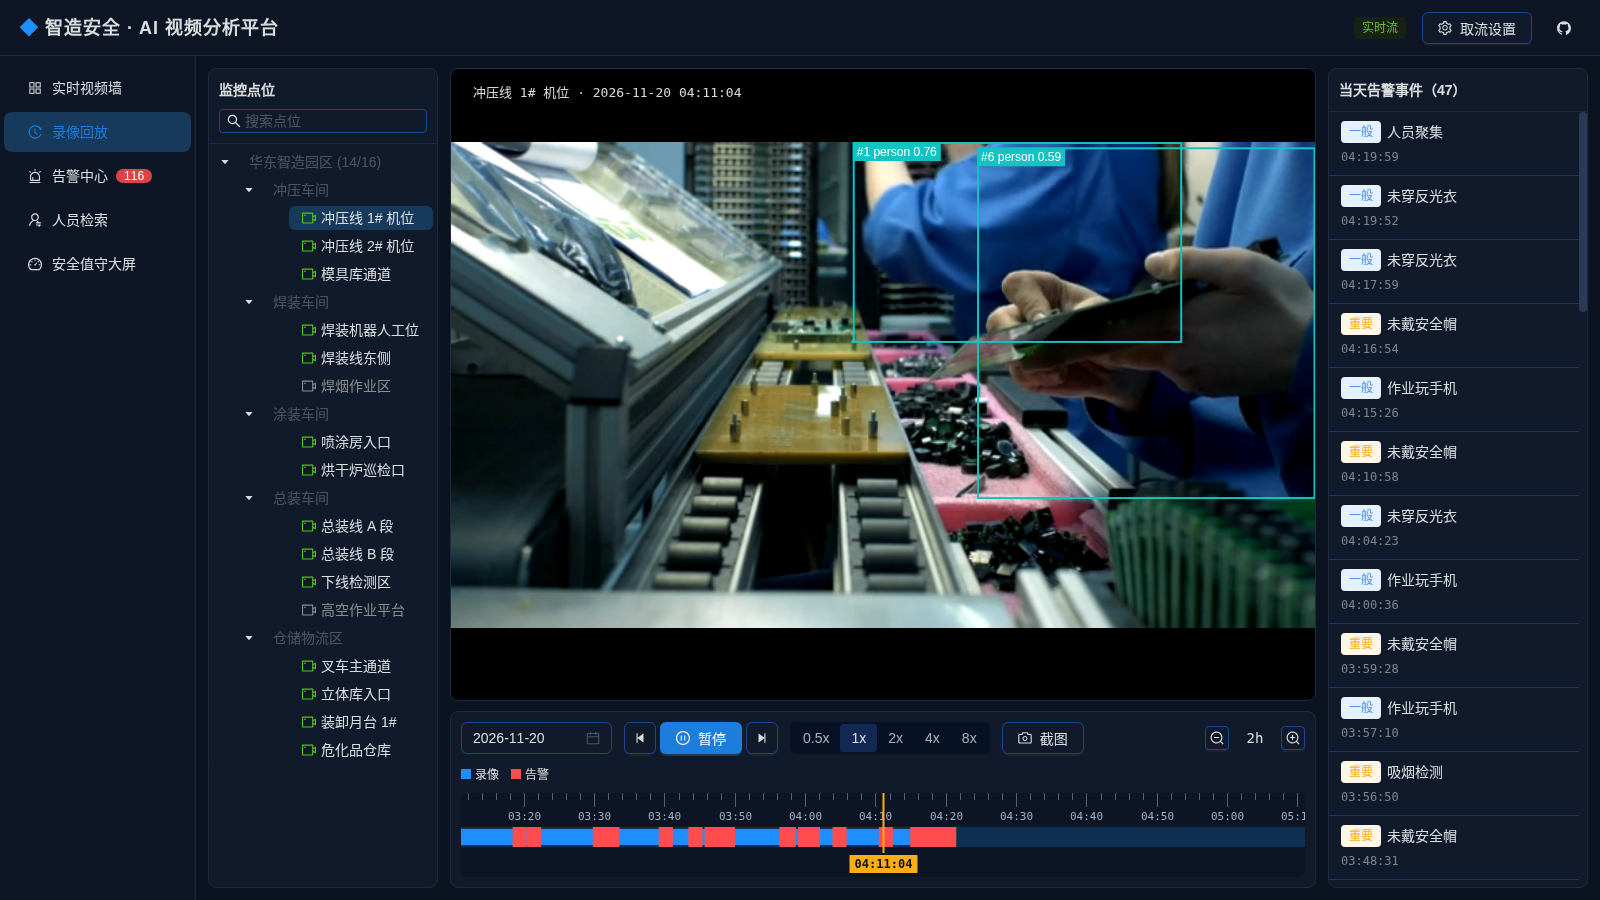 智造安全 · AI 视频分析平台
实时流
取流设置
实时视频墙
录像回放
告警中心 116
人员检索
安全值守大屏
监控点位
搜索点位
华东智造园区 (14/16)
冲压车间
冲压线 1# 机位
冲压线 2# 机位
模具库通道
焊装车间
焊装机器人工位
焊装线东侧
焊烟作业区
涂装车间
喷涂房入口
烘干炉巡检口
总装车间
总装线 A 段
总装线 B 段
下线检测区
高空作业平台
仓储物流区
叉车主通道
立体库入口
装卸月台 1#
危化品仓库
冲压线 1# 机位 · 2026-11-20 04:11:04
#1 person 0.76
#6 person 0.59
2026-11-20
暂停
0.5x 1x 2x 4x 8x
截图
2h
录像 告警
03:20 03:30 03:40 03:50 04:00 04:10 04:20 04:30 04:40 04:50 05:00 05:1
04:11:04
当天告警事件（47）
一般 人员聚集
04:19:59
一般 未穿反光衣
04:19:52
一般 未穿反光衣
04:17:59
重要 未戴安全帽
04:16:54
一般 作业玩手机
04:15:26
重要 未戴安全帽
04:10:58
一般 未穿反光衣
04:04:23
一般 作业玩手机
04:00:36
重要 未戴安全帽
03:59:28
一般 作业玩手机
03:57:10
重要 吸烟检测
03:56:50
重要 未戴安全帽
03:48:31